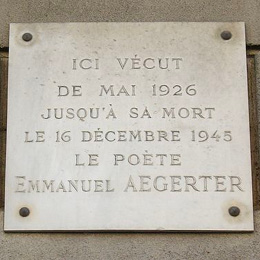 ICI VÉCUT
DE MAI 1926
JUSQU'À SA MORT
LE 16 DÉCEMBRE 1945
LE POÈTE
EMMANUEL AEGERTER